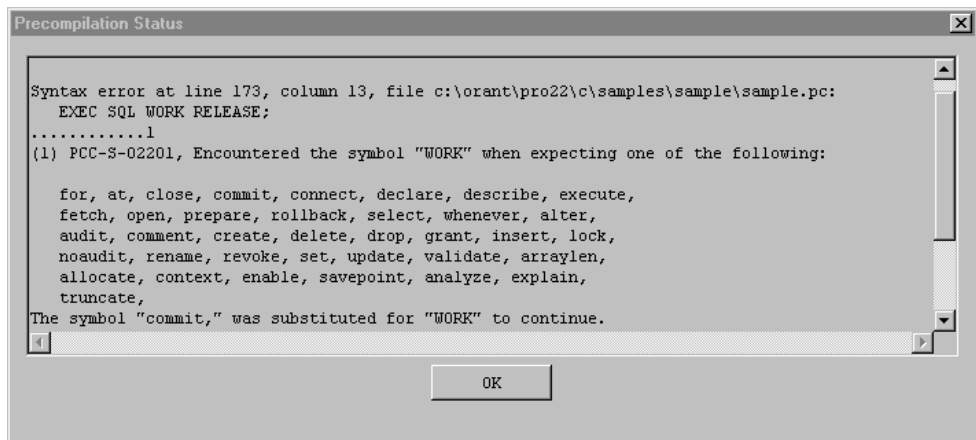 Precompilation Status
Syntax error at line 173, column 13, file c:\orant\pro22\c\samples\sample\sample.pc:
EXEC SQL WORK RELEASE;
............1
(1) PCC-S-02201, Encountered the symbol "WORK" when expecting one of the following:
for, at, close, commit, connect, declare, describe, execute,
fetch, open, prepare, rollback, select, whenever, alter,
audit, comment, create, delete, drop, grant, insert, lock,
noaudit, rename, revoke, set, update, validate, arraylen,
allocate, context, enable, savepoint, analyze, explain,
truncate,
The symbol "commit," was substituted for "WORK" to continue.
OK